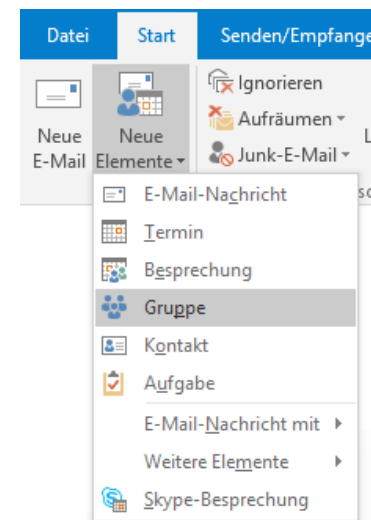 Datei Start Senden/Empfange
Ignorieren
Aufräumen
Junk-E-Mail
Neue
E-Mail
Neue
Elemente
E-Mail-Nachricht
Termin
Besprechung
Gruppe
Kontakt
Aufgabe
E-Mail-Nachricht mit
Weitere Elemente
Skype-Besprechung